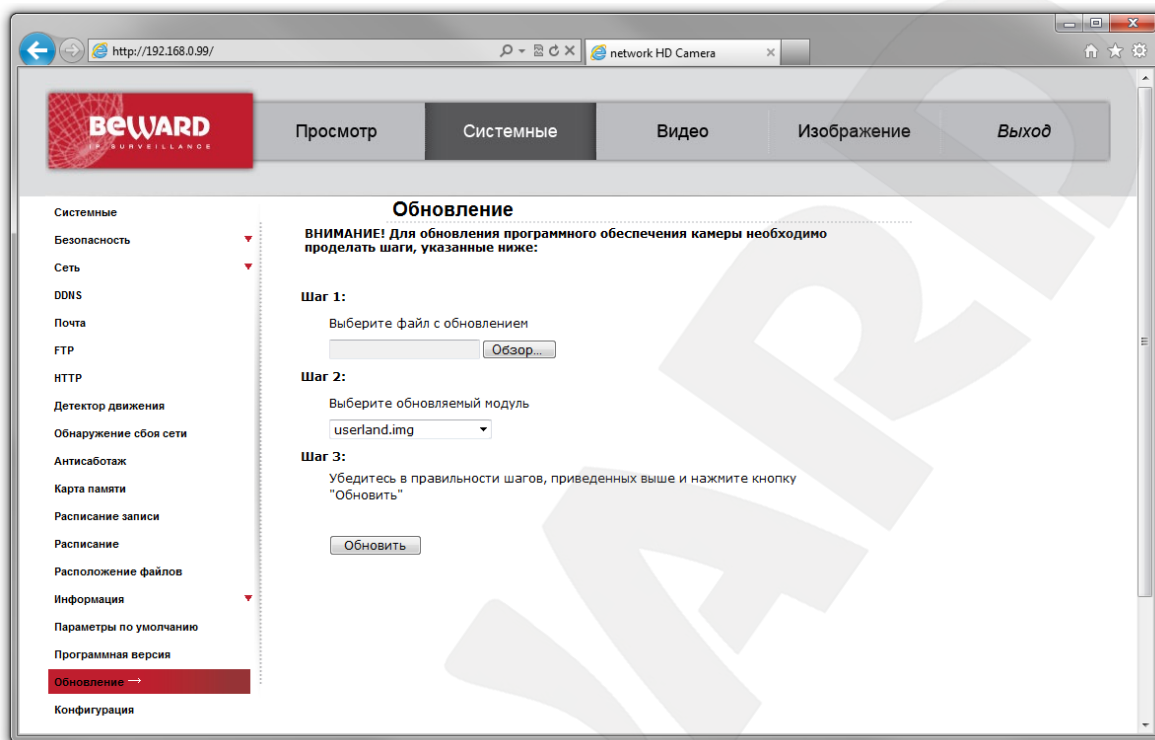 http://192.168.0.99/
network HD Camera
BEWARD
IP SURVEILLANCE
Просмотр
Системные
Видео
Изображение
Выход
Системные
Безопасность
Сеть
DDNS
Почта
FTP
HTTP
Детектор движения
Обнаружение сбоя сети
Антисаботаж
Карта памяти
Расписание записи
Расписание
Расположение файлов
Информация
Параметры по умолчанию
Программная версия
Обновление →
Конфигурация
Обновление
ВНИМАНИЕ! Для обновления программного обеспечения камеры необходимо
проделать шаги, указанные ниже:
Шаг 1:
Выберите файл с обновлением
Обзор...
Шаг 2:
Выберите обновляемый модуль
userland.img
Шаг 3:
Убедитесь в правильности шагов, приведенных выше и нажмите кнопку
"Обновить"
Обновить